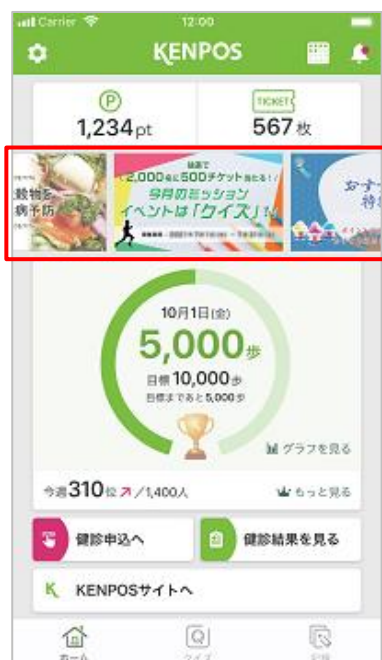 Carrier 12:00
KENPOS
P TICKET
1,234pt 567枚
穀物を
病予防
抽選で
2,000名に500チケット当たる!
今月のミッション
イベントは「クイズ」!
おす
特
10月1日(金)
5,000歩
目標10,000歩
目標まであと5,000歩
グラフを見る
今週310位/1,400人 もっと見る
健診申込へ 健診結果を見る
K KENPOSサイトへ
Q
ホーム クイズ 記録